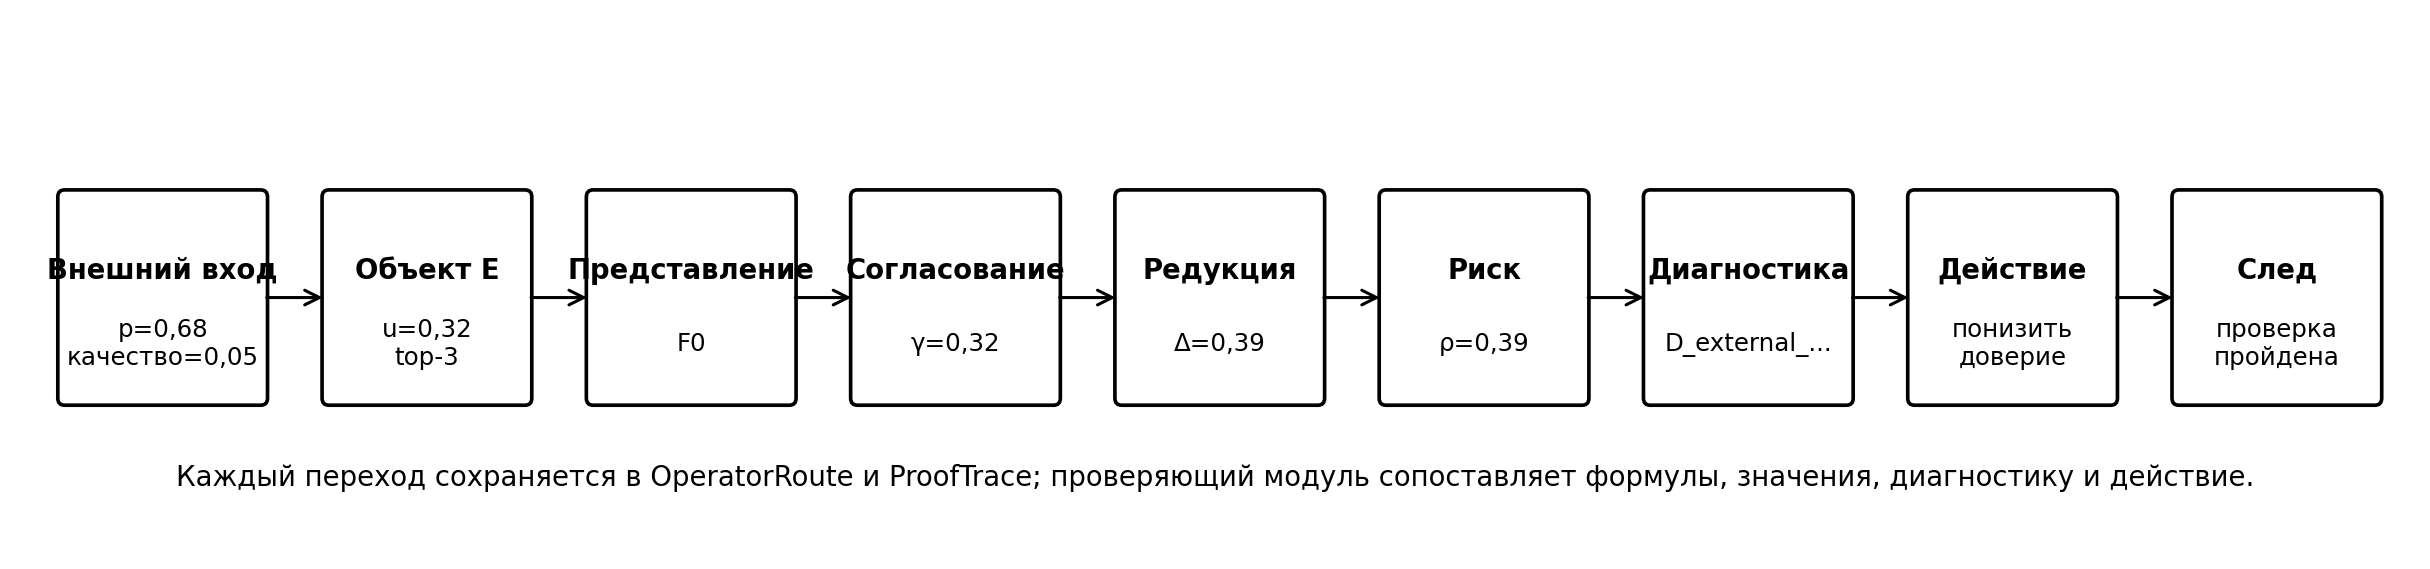 Внешний вход
p=0,68
качество=0,05
Объект E
u=0,32
top-3
Представление
F0
Согласование
γ=0,32
Редукция
Δ=0,39
Риск
ρ=0,39
Диагностика
D_external_...
Действие
понизить
доверие
След
проверка
пройдена
Каждый переход сохраняется в OperatorRoute и ProofTrace; проверяющий модуль сопоставляет формулы, значения, диагностику и действие.